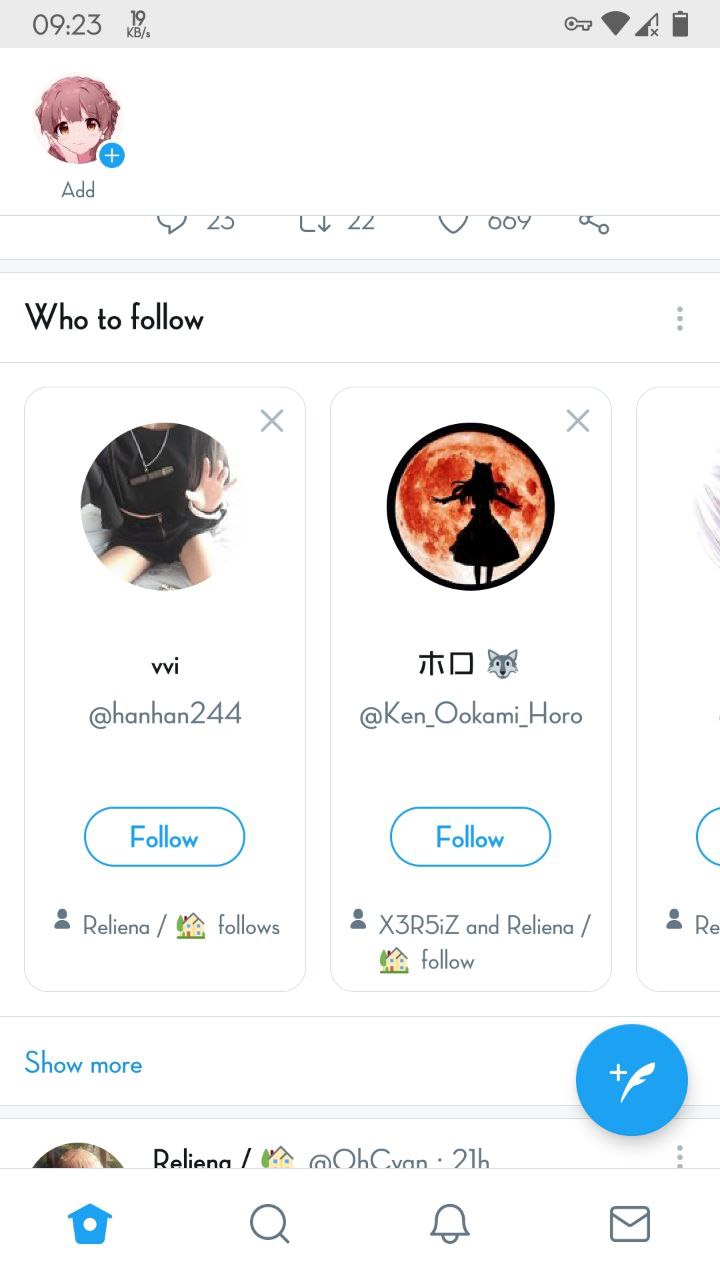 09:23 19 KB/s
Add
23 22 669
Who to follow
vvi
@hanhan244
Follow
Reliena / 🏡 follows
ホロ 🐺
@Ken_Ookami_Horo
Follow
X3R5iZ and Reliena /
🏡 follow
Re
Show more
Reliena / 🏡 @OhCyan · 21h